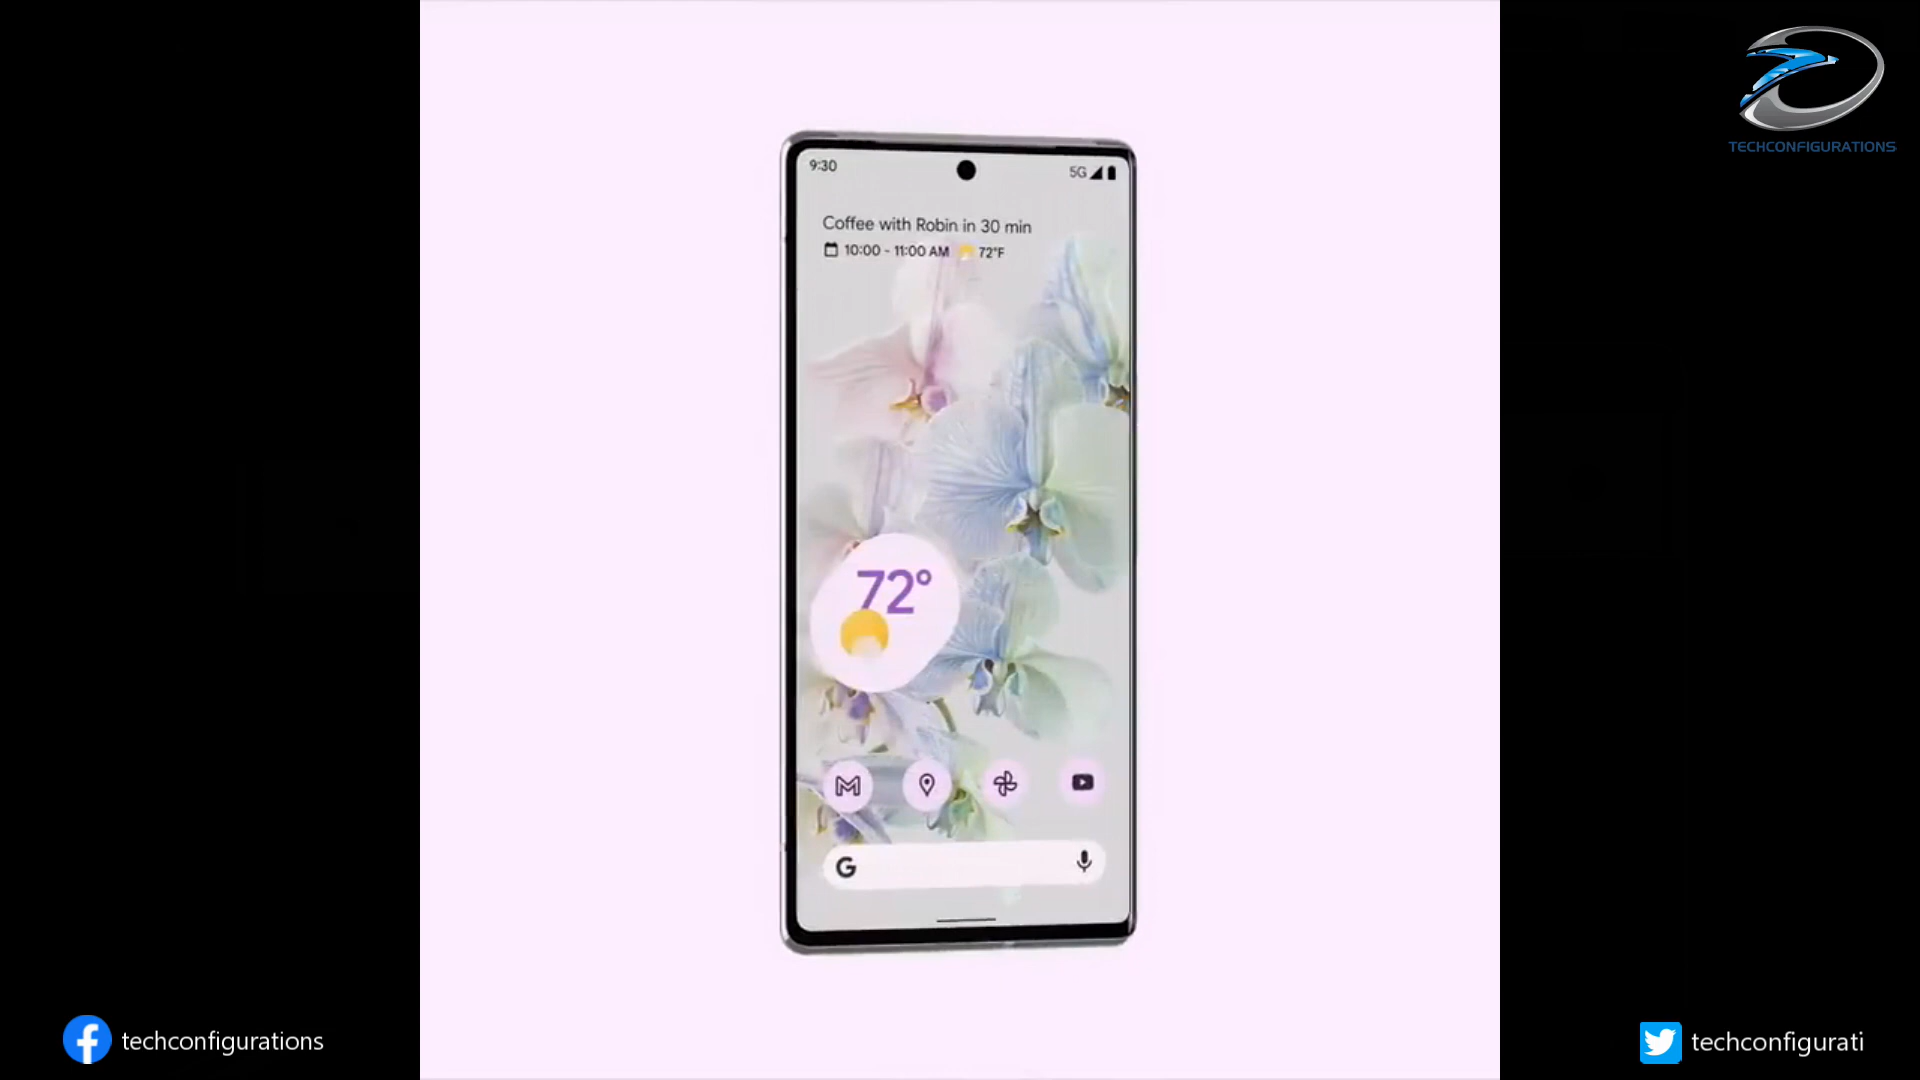 TECHCONFIGURATIONS
9:30
5G
Coffee with Robin in 30 min
10:00 - 11:00 AM 72°F
72°
G
techconfigurations
techconfigurati